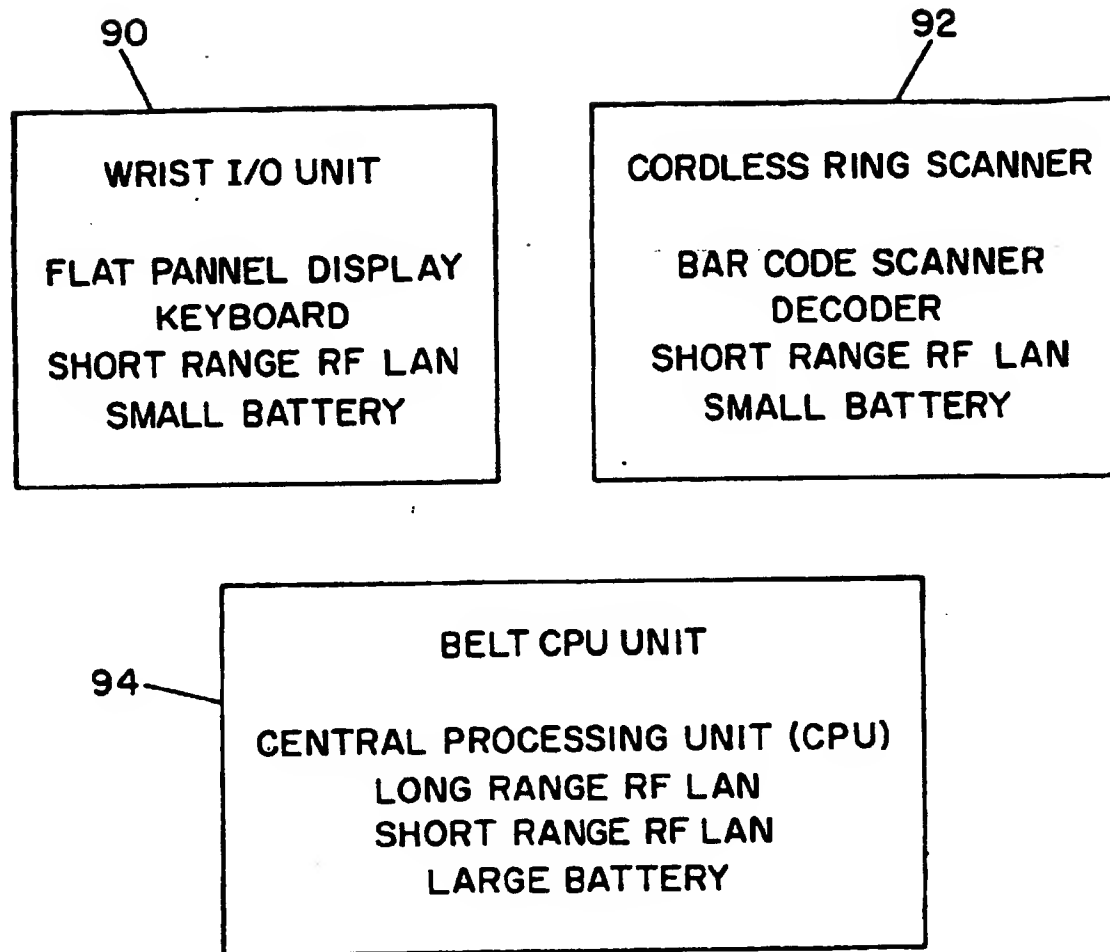 90
WRIST I/O UNIT
FLAT PANNEL DISPLAY
KEYBOARD
SHORT RANGE RF LAN
SMALL BATTERY
92
CORDLESS RING SCANNER
BAR CODE SCANNER
DECODER
SHORT RANGE RF LAN
SMALL BATTERY
94
BELT CPU UNIT
CENTRAL PROCESSING UNIT (CPU)
LONG RANGE RF LAN
SHORT RANGE RF LAN
LARGE BATTERY